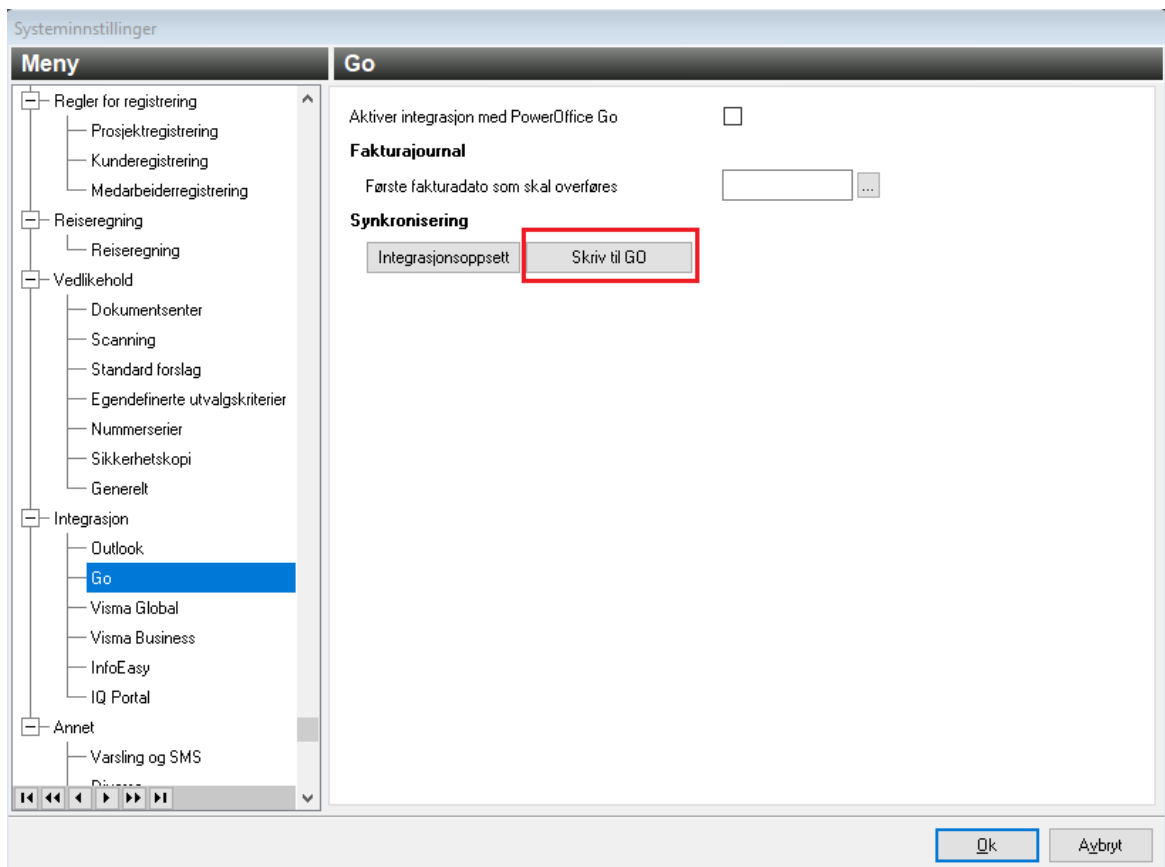 Systeminnstillinger
Meny
Go
Regler for registrering
Prosjektregistrering
Kunderegistrering
Medarbeiderregistrering
Reiseregning
Reiseregning
Vedlikehold
Dokumentsenter
Scanning
Standard forslag
Egendefinerte utvalgskriterier
Nummerserier
Sikkerhetskopi
Generelt
Integrasjon
Outlook
Go
Visma Global
Visma Business
InfoEasy
IQ Portal
Annet
Varsling og SMS
Aktiver integrasjon med PowerOffice Go
Fakturajournal
Første fakturadato som skal overføres
...
Synkronisering
Integrasjonsoppsett
Skriv til GO
Ok
Avbryt